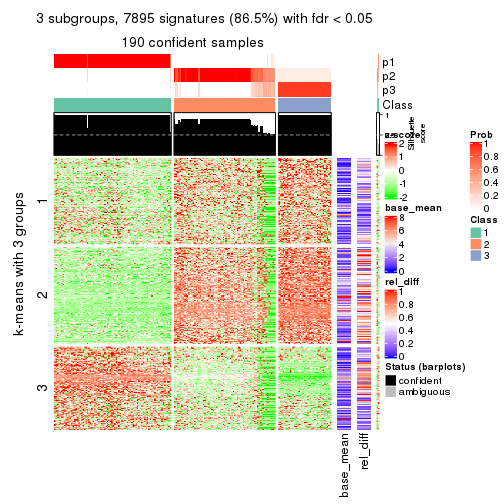 3 subgroups, 7895 signatures (86.5%) with fdr < 0.05
190 confident samples
p1
p2
p3
Class
1
Silhouette
score
k-means with 3 groups
1
2
3
base_mean
rel_diff
z-score
2
1
0
-1
-2
base_mean
8
6
4
2
0
rel_diff
1
0.8
0.6
0.4
0.2
0
Status (barplots)
confident
ambiguous
Prob
1
0.8
0.6
0.4
0.2
0
Class
1
2
3